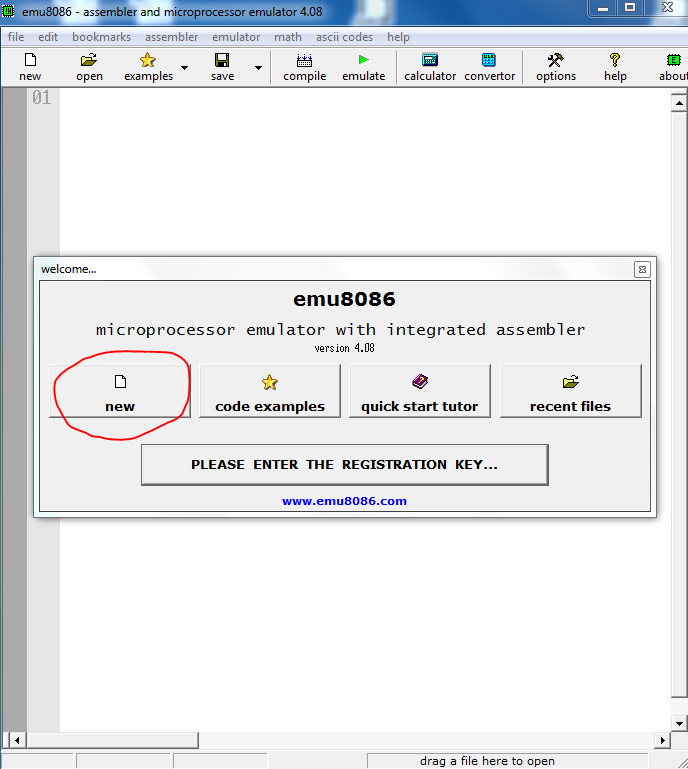 emu8086 - assembler and microprocessor emulator 4.08
file edit bookmarks assembler emulator math ascii codes help
new open examples save compile emulate calculator convertor options help about
01
welcome...
emu8086
microprocessor emulator with integrated assembler
version 4.08
new code examples quick start tutor recent files
PLEASE ENTER THE REGISTRATION KEY...
www.emu8086.com
drag a file here to open